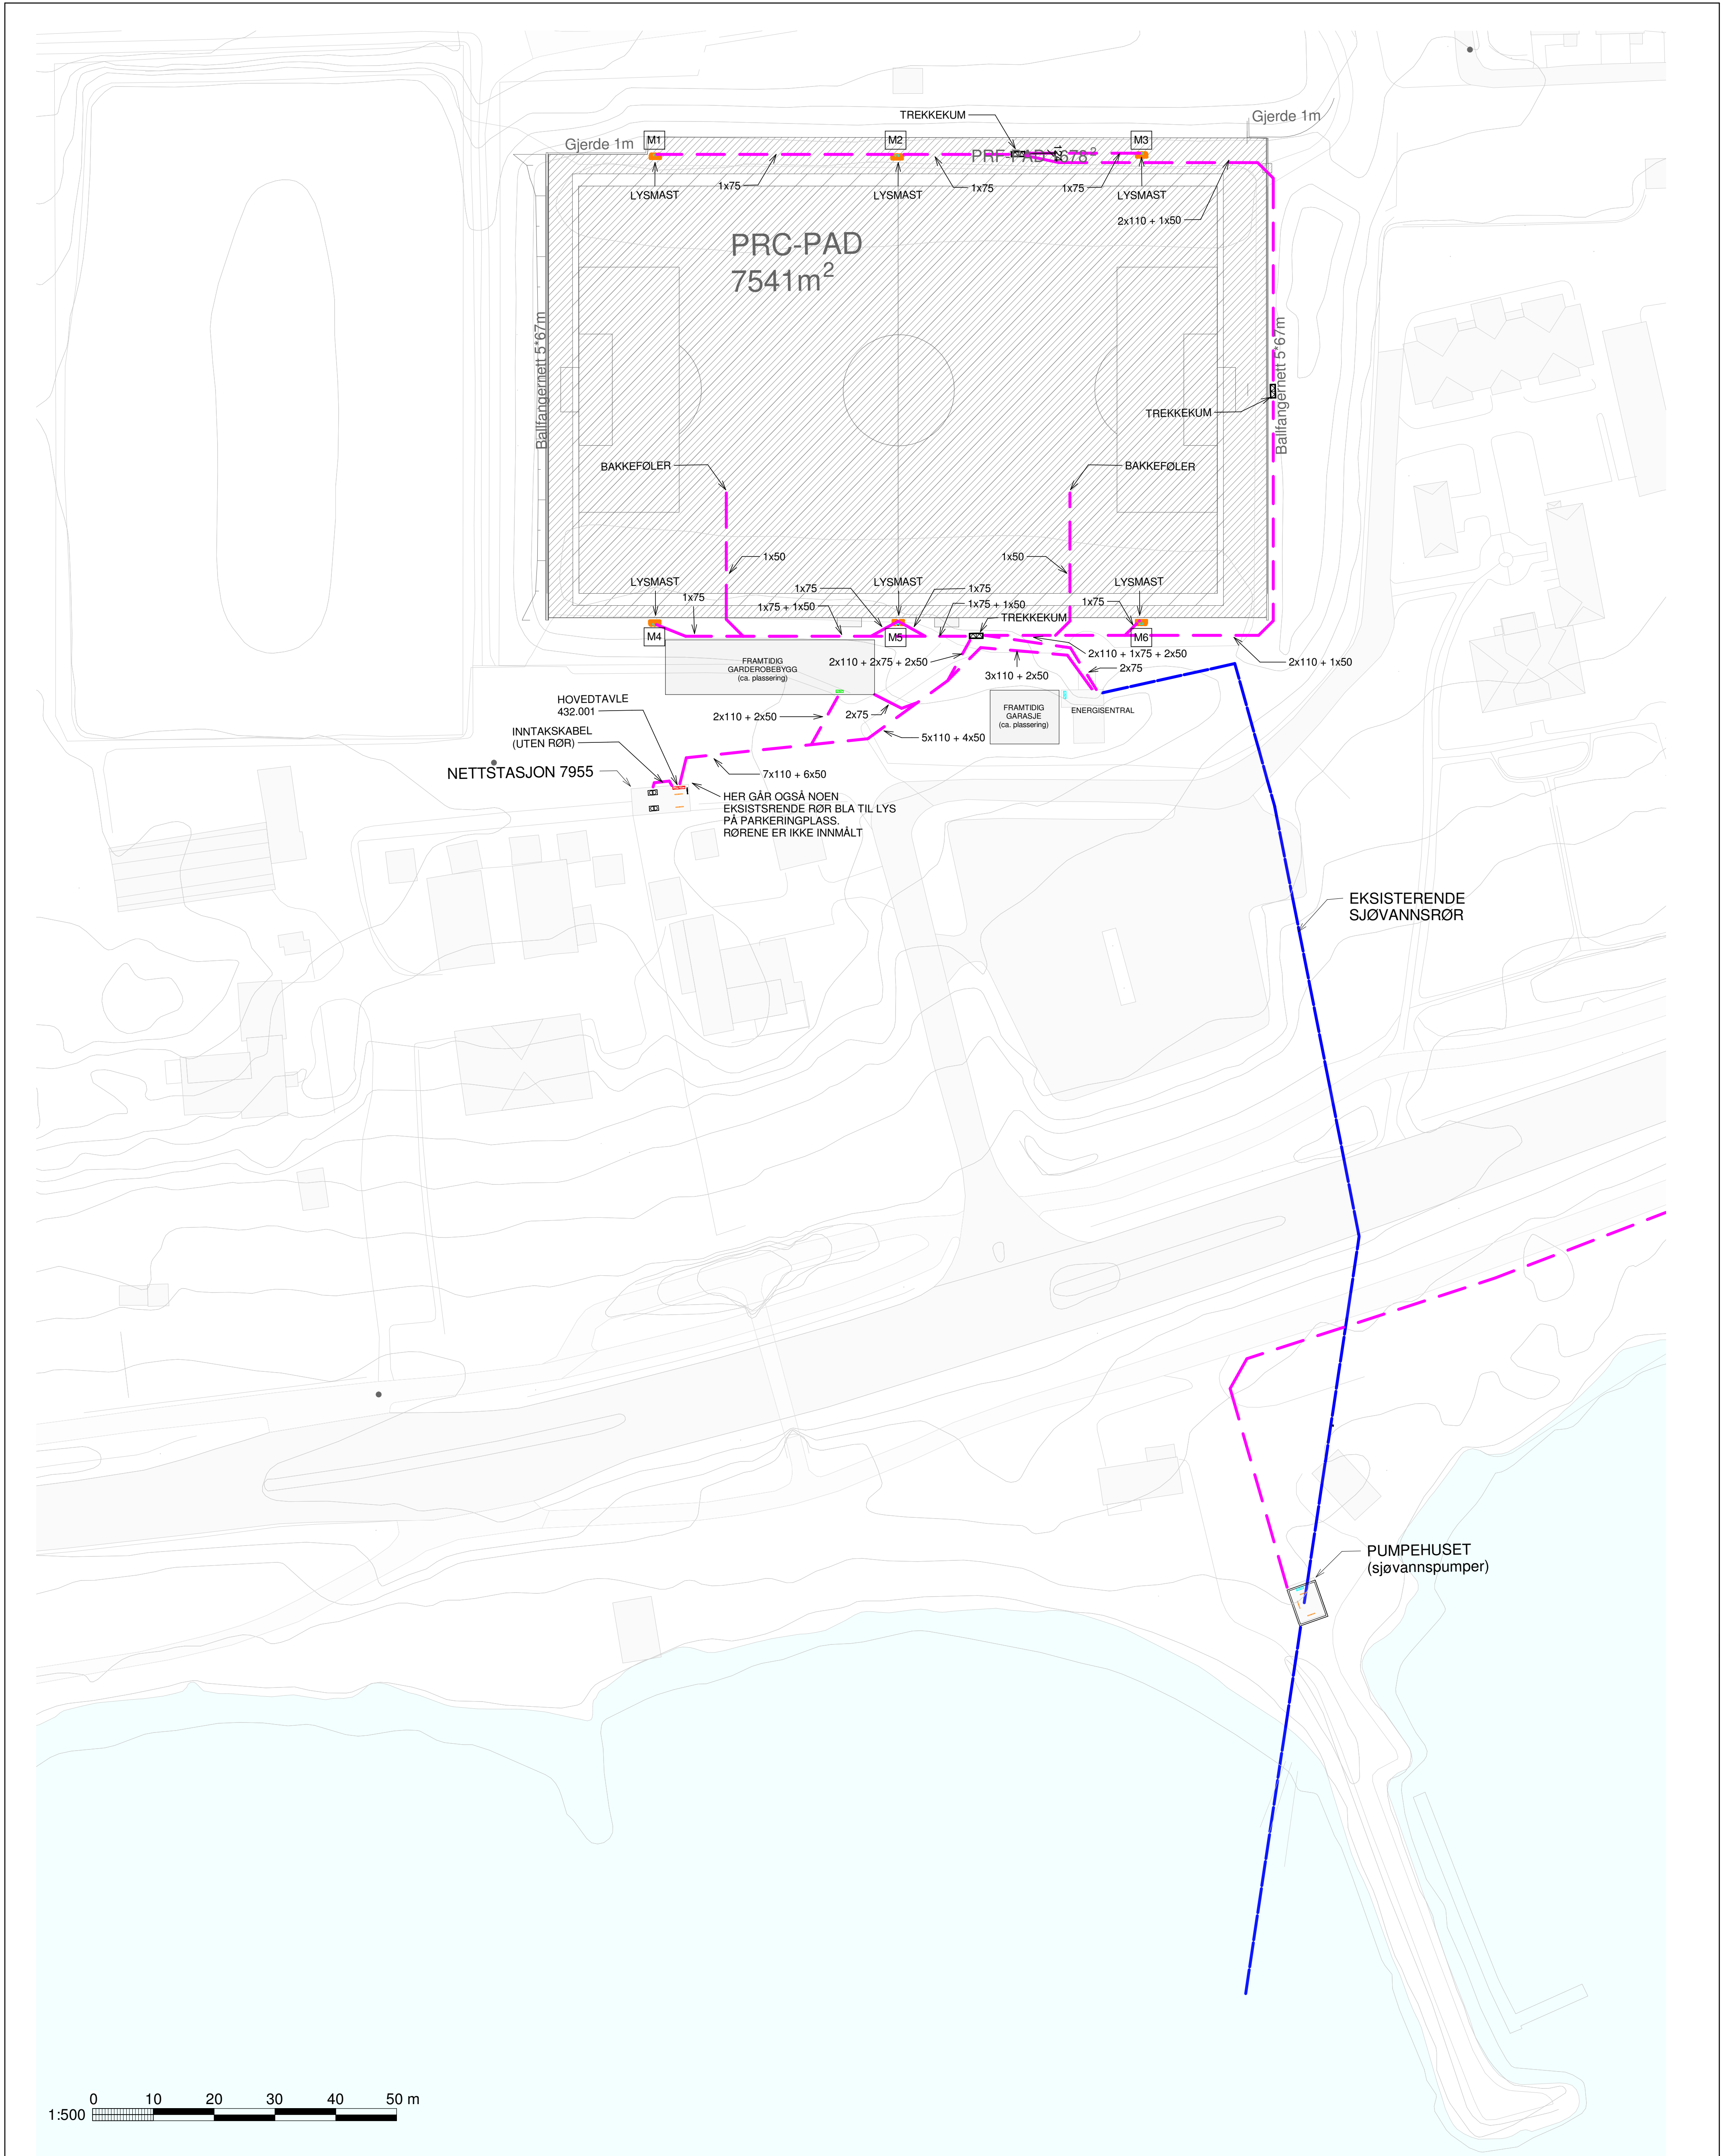 TREKKEKUM
Gjerde 1m
Gjerde 1m
M1
M2
M3
PRF-PAD 1678²
1x75
LYSMAST
LYSMAST
1x75
1x75
LYSMAST
2x110 + 1x50
PRC-PAD
7541m²
Ballfangernett 5*67m
Ballfangernett 5*67m
TREKKEKUM
BAKKEFØLER
BAKKEFØLER
1x50
1x50
LYSMAST
LYSMAST
LYSMAST
1x75
1x75
1x75
1x75
1x75 + 1x50
1x75 + 1x50
TREKKEKUM
M4
M5
M6
2x110 + 1x75 + 2x50
2x110 + 1x50
FRAMTIDIG
GARDEROBEBYGG
(ca. plassering)
2x110 + 2x75 + 2x50
2x75
3x110 + 2x50
HOVEDTAVLE
432.001
2x110 + 2x50
2x75
FRAMTIDIG
GARASJE
(ca. plassering)
ENERGISENTRAL
INNTAKSKABEL
(UTEN RØR)
5x110 + 4x50
NETTSTASJON 7955
7x110 + 6x50
HER GÅR OGSÅ NOEN
EKSISTSRENDE RØR BLA TIL LYS
PÅ PARKERINGPLASS.
RØRENE ER IKKE INNMÅLT
EKSISTERENDE
SJØVANNSRØR
PUMPEHUSET
(sjøvannspumper)
0 10 20 30 40 50 m
1:500